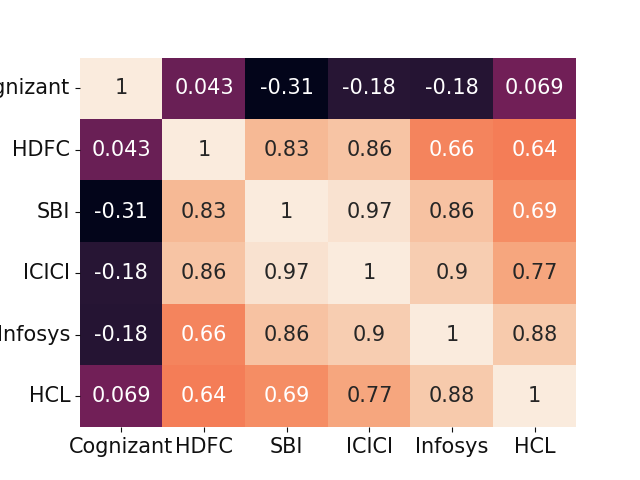 gnizant 1 0.043 -0.31 -0.18 -0.18 0.069
HDFC 0.043 1 0.83 0.86 0.66 0.64
SBI -0.31 0.83 1 0.97 0.86 0.69
ICICI -0.18 0.86 0.97 1 0.9 0.77
Infosys -0.18 0.66 0.86 0.9 1 0.88
HCL 0.069 0.64 0.69 0.77 0.88 1
Cognizant HDFC SBI ICICI Infosys HCL